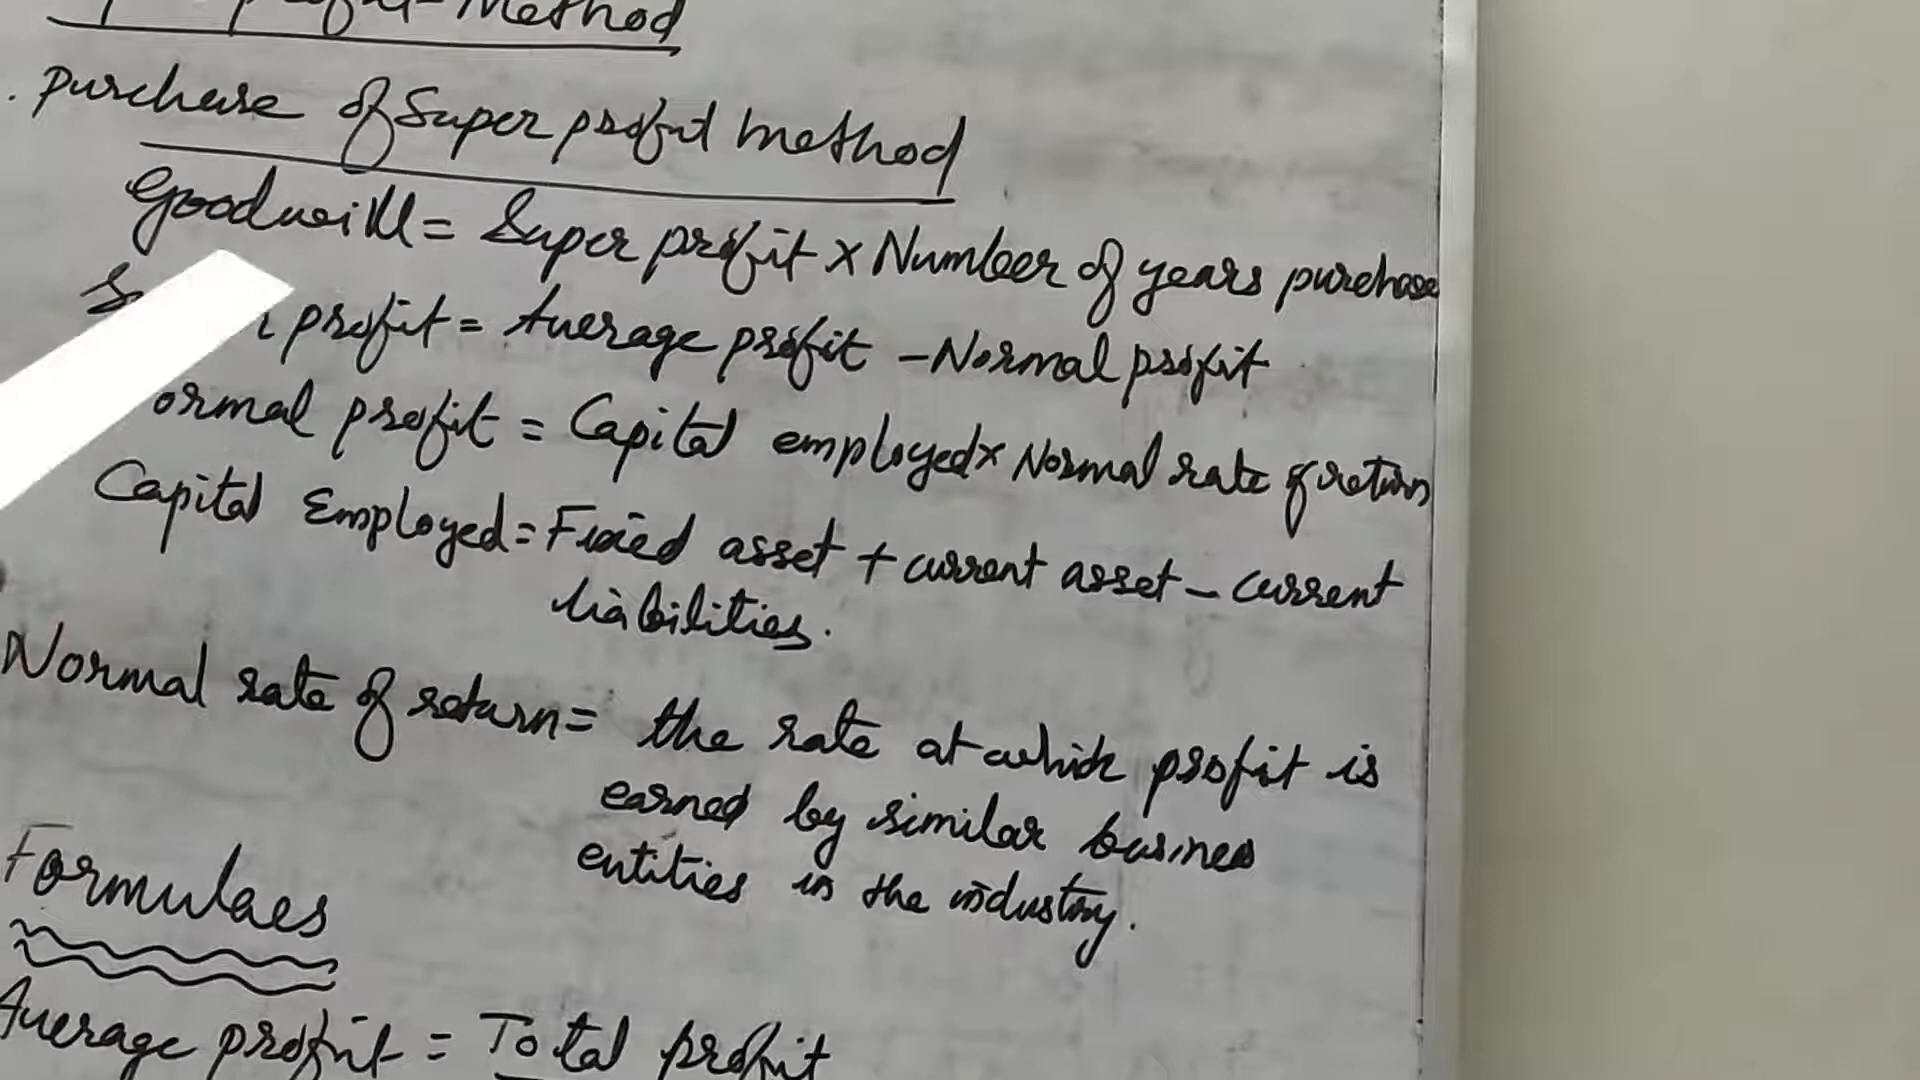 profit Method
. Purchase of Super profit method
Goodwill = Super profit × Number of years purchase
profit = Average profit – Normal profit
ormal profit = Capital employed × Normal rate of return
Capital Employed = Fixed asset + current asset – current
liabilities.
Normal rate of return = the rate at which profit is
earned by similar business
entities in the industry.
Formulaes
Average profit = Total profit